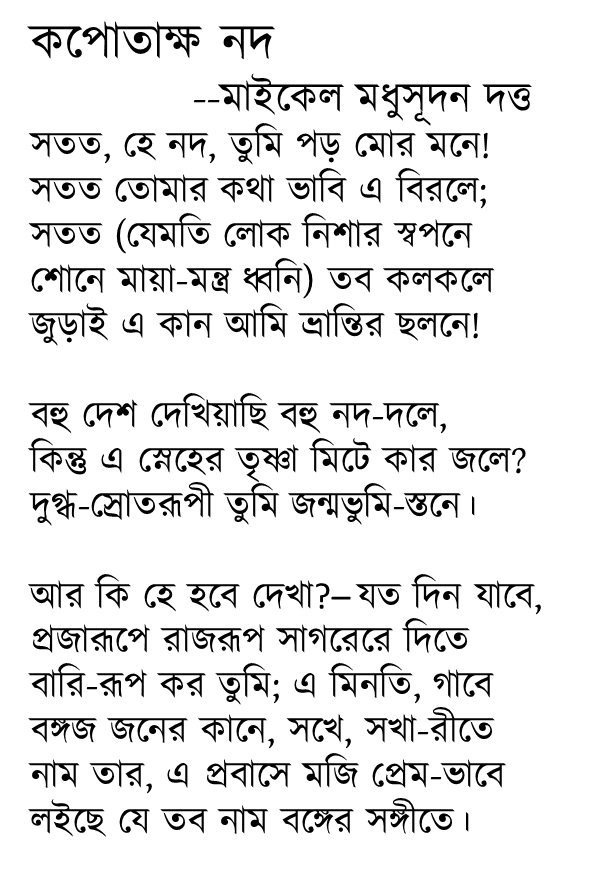 কপোতাক্ষ নদ
--মাইকেল মধুসূদন দত্ত
সতত, হে নদ, তুমি পড় মোর মনে!
সতত তোমার কথা ভাবি এ বিরলে;
সতত (যেমতি লোক নিশার স্বপনে
শোনে মায়া-মন্ত্র ধ্বনি) তব কলকলে
জুড়াই এ কান আমি ভ্রান্তির ছলনে!
বহু দেশ দেখিয়াছি বহু নদ-দলে,
কিন্তু এ স্নেহের তৃষ্ণা মিটে কার জলে?
দুগ্ধ-স্রোতরূপী তুমি জন্মভুমি-স্তনে।
আর কি হে হবে দেখা?–যত দিন যাবে,
প্রজারূপে রাজরূপ সাগরেরে দিতে
বারি-রূপ কর তুমি; এ মিনতি, গাবে
বঙ্গজ জনের কানে, সখে, সখা-রীতে
নাম তার, এ প্রবাসে মজি প্রেম-ভাবে
লইছে যে তব নাম বঙ্গের সঙ্গীতে।